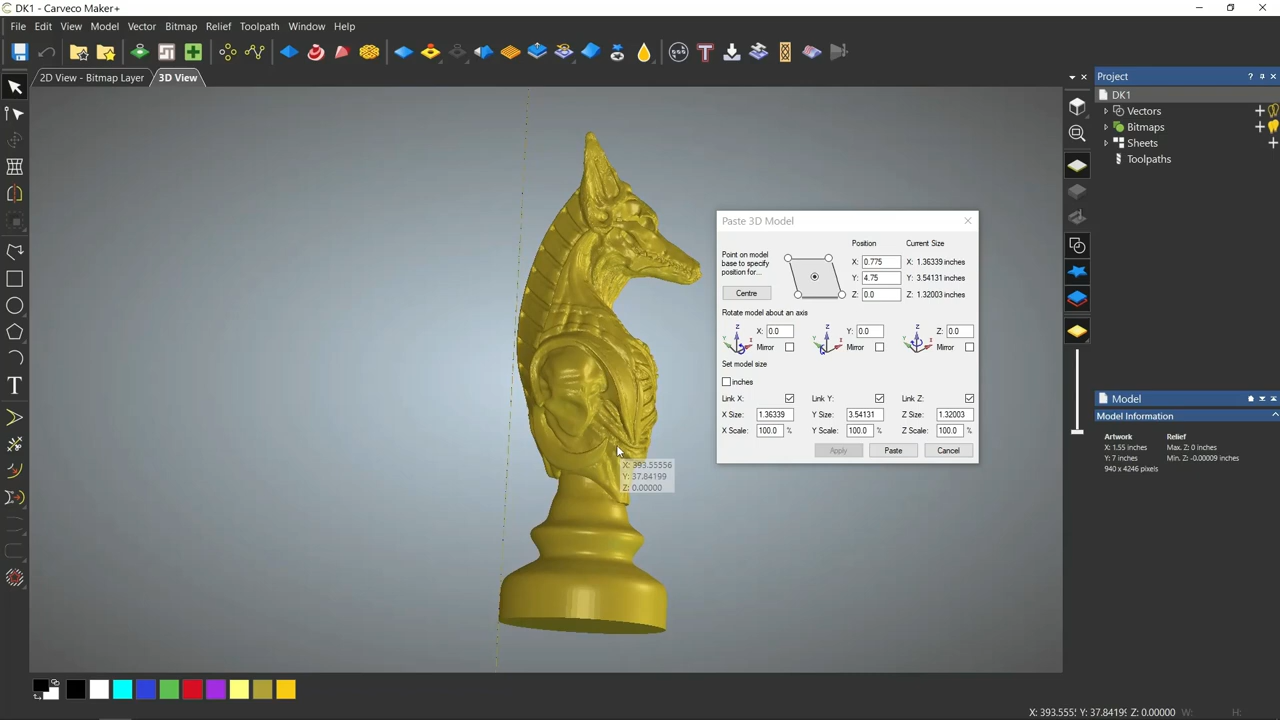 DK1 - Carveco Maker+
File Edit View Model Vector Bitmap Relief Toolpath Window Help
2D View - Bitmap Layer
3D View
Project
DK1
Vectors
Bitmaps
Sheets
Toolpaths
Paste 3D Model
Point on model
base to specify
position for...
Centre
Position
X: 0.775
Y: 4.75
Z: 0.0
Current Size
X: 1.36339 inches
Y: 3.54131 inches
Z: 1.32003 inches
Rotate model about an axis
X: 0.0
Mirror
Y: 0.0
Mirror
Z: 0.0
Mirror
Set model size
inches
Link X:
Link Y:
Link Z:
X Size: 1.36339
Y Size: 3.54131
Z Size: 1.32003
X Scale: 100.0 %
Y Scale: 100.0 %
Z Scale: 100.0 %
Apply
Paste
Cancel
X: 393.55556
Y: 37.84199
Z: 0.00000
Model
Model Information
Artwork
X: 1.55 inches
Y: 7 inches
940 x 4246 pixels
Relief
Max. Z: 0 inches
Min. Z: -0.00009 inches
X: 393.555 Y: 37.8419 Z: 0.00000 W: H: